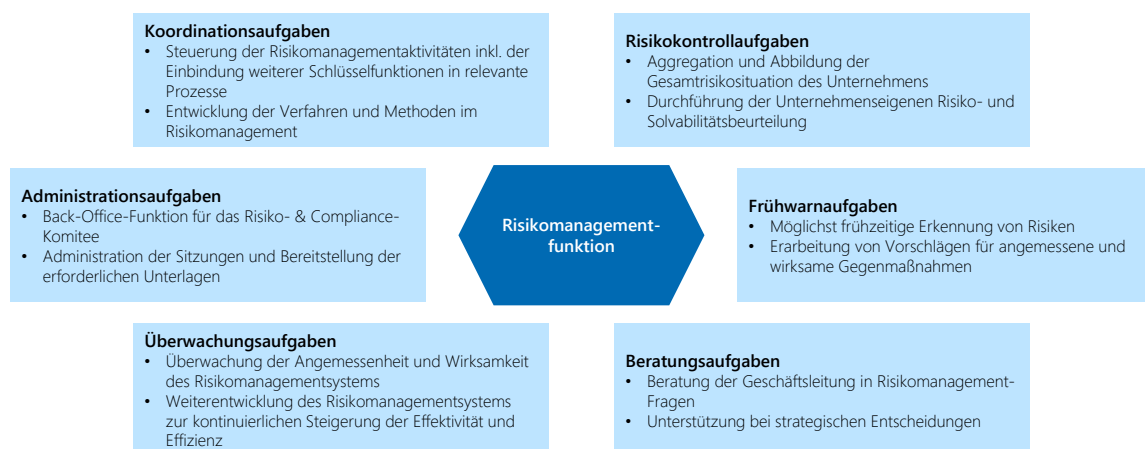 Koordinationsaufgaben
• Steuerung der Risikomanagementaktivitäten inkl. der
Einbindung weiterer Schlüsselfunktionen in relevante
Prozesse
• Entwicklung der Verfahren und Methoden im
Risikomanagement
Risikokontrollaufgaben
• Aggregation und Abbildung der
Gesamtrisikosituation des Unternehmens
• Durchführung der Unternehmenseigenen Risiko- und
Solvabilitätsbeurteilung
Administrationsaufgaben
• Back-Office-Funktion für das Risiko- & Compliance-
Komitee
• Administration der Sitzungen und Bereitstellung der
erforderlichen Unterlagen
Risikomanagement-
funktion
Frühwarnaufgaben
• Möglichst frühzeitige Erkennung von Risiken
• Erarbeitung von Vorschlägen für angemessene und
wirksame Gegenmaßnahmen
Überwachungsaufgaben
• Überwachung der Angemessenheit und Wirksamkeit
des Risikomanagementsystems
• Weiterentwicklung des Risikomanagementsystems
zur kontinuierlichen Steigerung der Effektivität und
Effizienz
Beratungsaufgaben
• Beratung der Geschäftsleitung in Risikomanagement-
Fragen
• Unterstützung bei strategischen Entscheidungen